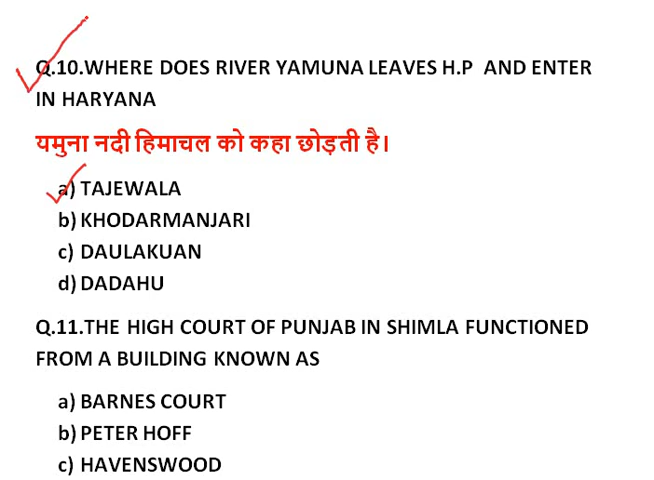 Q.10.WHERE DOES RIVER YAMUNA LEAVES H.P AND ENTER
IN HARYANA
यमुना नदी हिमाचल को कहा छोड़ती है।
a) TAJEWALA
b) KHODARMANJARI
c) DAULAKUAN
d) DADAHU
Q.11.THE HIGH COURT OF PUNJAB IN SHIMLA FUNCTIONED
FROM A BUILDING KNOWN AS
a) BARNES COURT
b) PETER HOFF
c) HAVENSWOOD